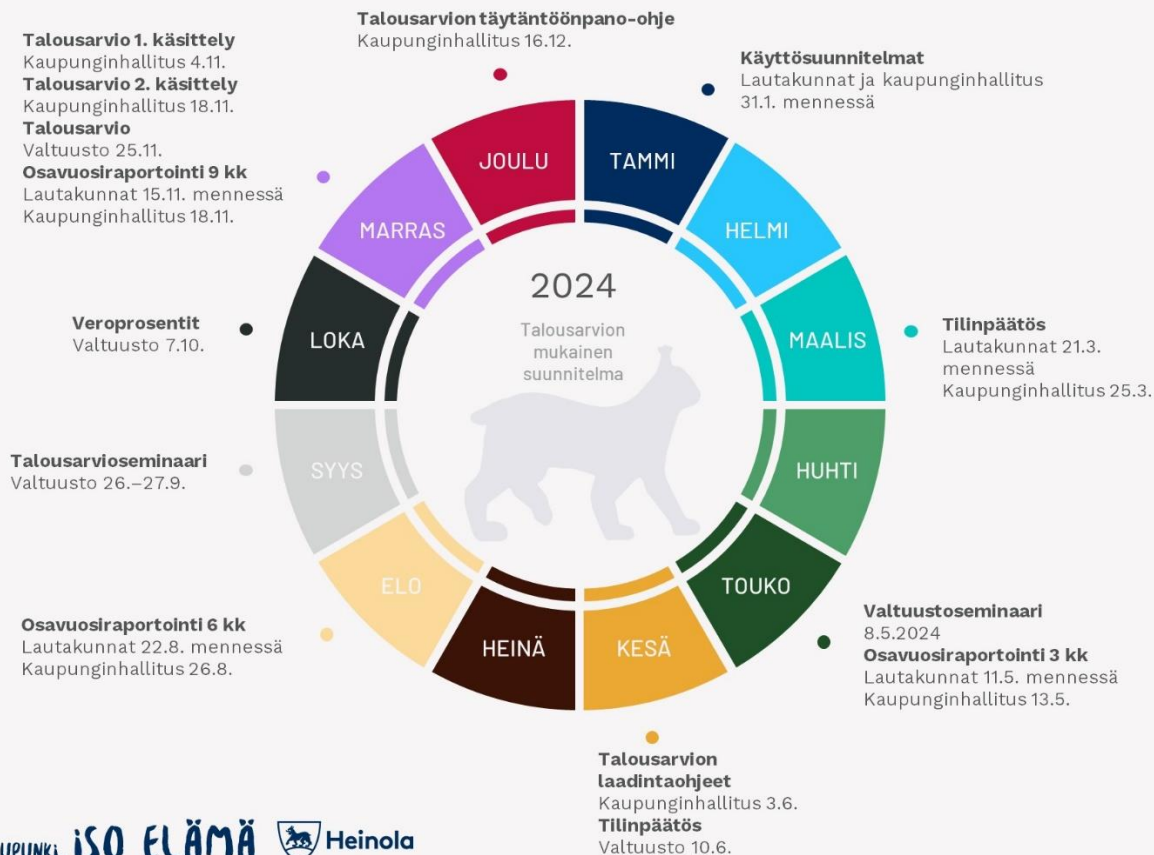 Talousarvion täytäntöönpano-ohje
Kaupunginhallitus 16.12.
Talousarvio 1. käsittely
Kaupunginhallitus 4.11.
Talousarvio 2. käsittely
Kaupunginhallitus 18.11.
Talousarvio
Valtuusto 25.11.
Osavuosiraportointi 9 kk
Lautakunnat 15.11. mennessä
Kaupunginhallitus 18.11.
Käyttösuunnitelmat
Lautakunnat ja kaupunginhallitus
31.1. mennessä
JOULU
TAMMI
MARRAS
HELMI
2024
Talousarvion
mukainen
suunnitelma
Veroprosentit
Valtuusto 7.10.
LOKA
MAALIS
Tilinpäätös
Lautakunnat 21.3.
mennessä
Kaupunginhallitus 25.3.
Talousarvioseminaari
Valtuusto 26.–27.9.
SYYS
HUHTI
ELO
TOUKO
HEINÄ
KESÄ
Osavuosiraportointi 6 kk
Lautakunnat 22.8. mennessä
Kaupunginhallitus 26.8.
Valtuustoseminaari
8.5.2024
Osavuosiraportointi 3 kk
Lautakunnat 11.5. mennessä
Kaupunginhallitus 13.5.
Talousarvion
laadintaohjeet
Kaupunginhallitus 3.6.
Tilinpäätös
Valtuusto 10.6.
ISO ELÄMÄ
Heinola